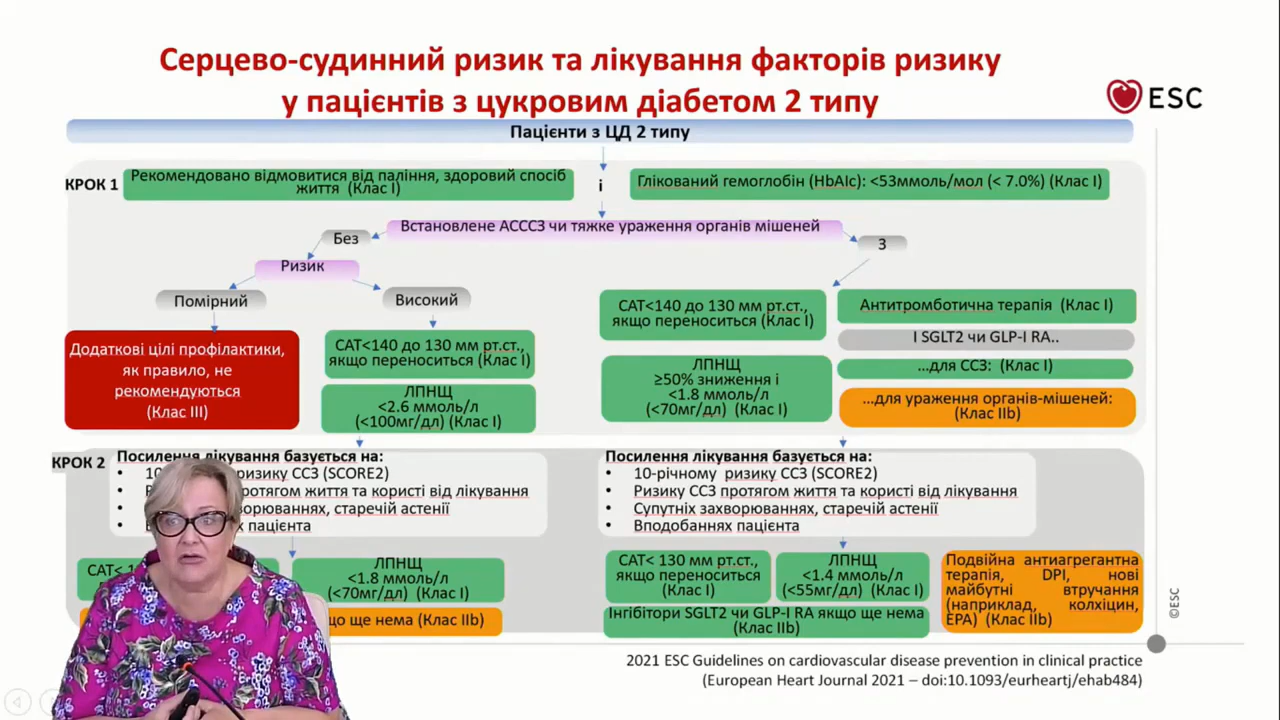 Серцево-судинний ризик та лікування факторів ризику
у пацієнтів з цукровим діабетом 2 типу
ESC
Пацієнти з ЦД 2 типу
КРОК 1
Рекомендовано відмовитися від паління, здоровий спосіб
життя (Клас I)
і
Глікований гемоглобін (HbAIc): <53ммоль/мол (< 7.0%) (Клас I)
Встановлене АСССЗ чи тяжке ураження органів мішеней
Без
З
Ризик
Помірний
Високий
Додаткові цілі профілактики,
як правило, не
рекомендуються
(Клас III)
САТ<140 до 130 мм рт.ст.,
якщо переноситься (Клас I)
ЛПНЩ
<2.6 ммоль/л
(<100мг/дл) (Клас I)
САТ<140 до 130 мм рт.ст.,
якщо переноситься (Клас I)
ЛПНЩ
≥50% зниження і
<1.8 ммоль/л
(<70мг/дл) (Клас I)
Антитромботична терапія (Клас I)
І SGLT2 чи GLP-I RA..
...для ССЗ: (Клас I)
...для ураження органів-мішеней:
(Клас IIb)
КРОК 2
Посилення лікування базується на:
• 10 ризику ССЗ (SCORE2)
• протягом життя та користі від лікування
• старечій астенії
• пацієнта
САТ<
ЛПНЩ
<1.8 ммоль/л
(<70мг/дл) (Клас I)
ще нема (Клас IIb)
Посилення лікування базується на:
• 10-річному ризику ССЗ (SCORE2)
• Ризику ССЗ протягом життя та користі від лікування
• Супутніх захворюваннях, старечій астенії
• Вподобаннях пацієнта
САТ< 130 мм рт.ст.,
якщо переноситься
(Клас I)
ЛПНЩ
<1.4 ммоль/л
(<55мг/дл) (Клас I)
Інгібітори SGLT2 чи GLP-I RA якщо ще нема
(Клас IIb)
Подвійна антиагрегантна
терапія, DPI, нові
майбутні втручання
(наприклад, колхіцин,
EPA) (Клас IIb)
©ESC
2021 ESC Guidelines on cardiovascular disease prevention in clinical practice
(European Heart Journal 2021 – doi:10.1093/eurheartj/ehab484)